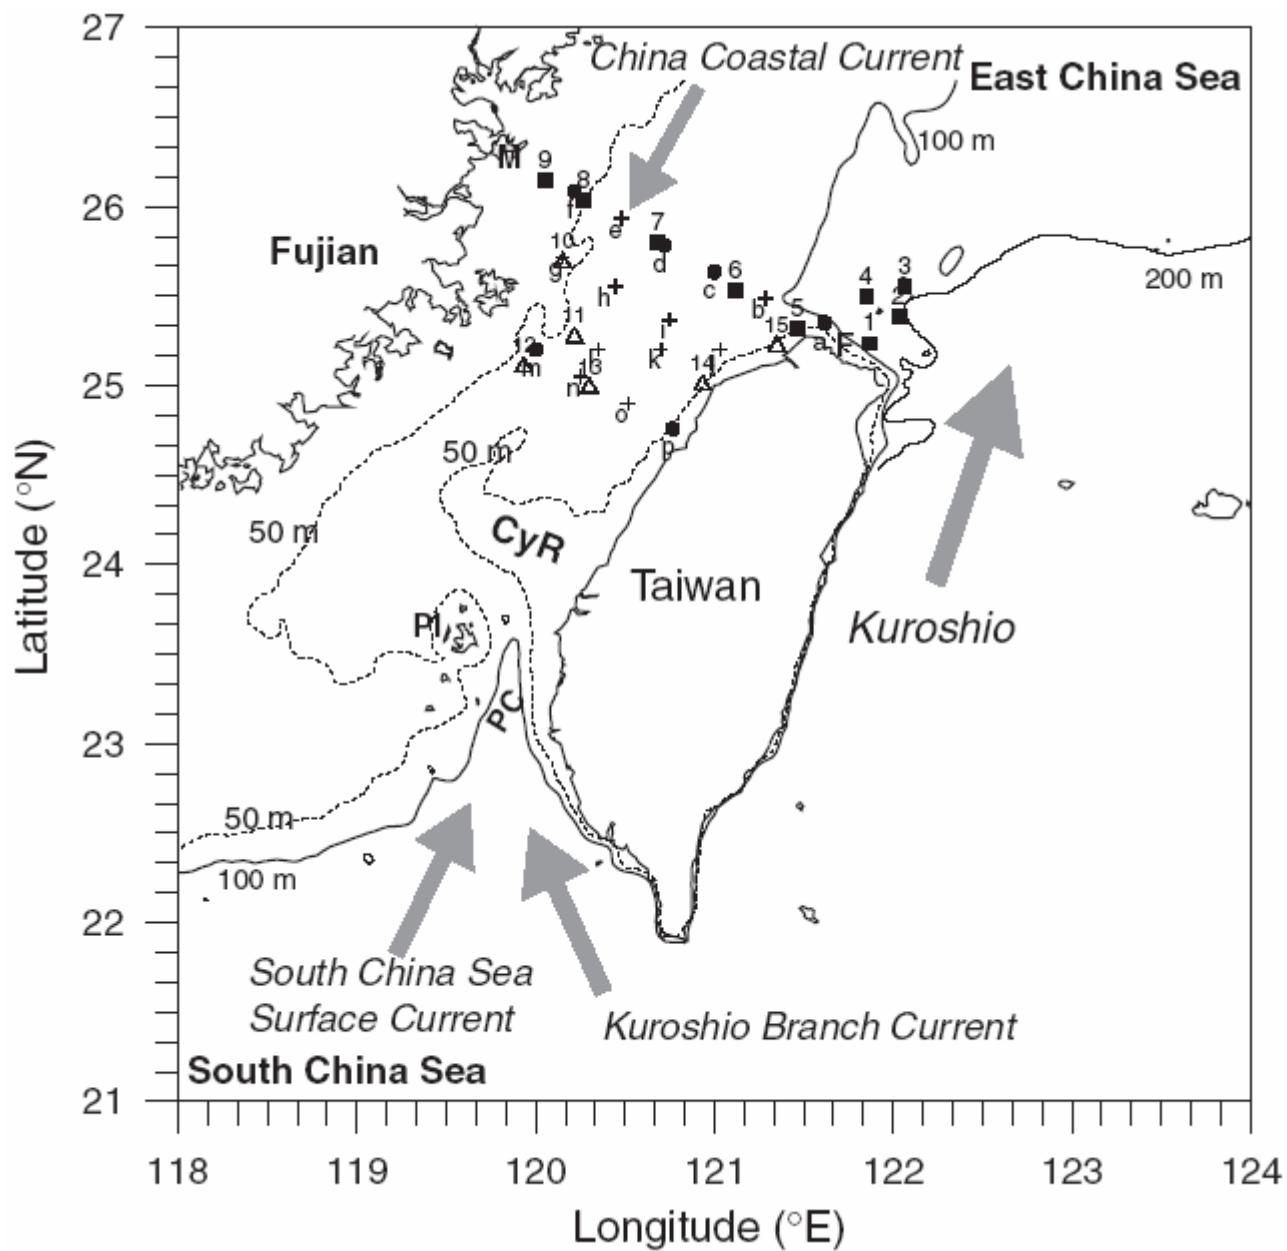 27
China Coastal Current
East China Sea
100 m
M
9
8
f
26
e
7
d
10
9
Fujian
h
6
c
b
4
3
2
200 m
11
i
5
1
15
a
F
12
m
k
l
13
n
14
25
o
p
50 m
50 m
CyR
24
Taiwan
PI
Kuroshio
PC
23
50 m
100 m
22
South China Sea
Surface Current
Kuroshio Branch Current
South China Sea
21
118
119
120
121
122
123
124
Latitude (°N)
Longitude (°E)